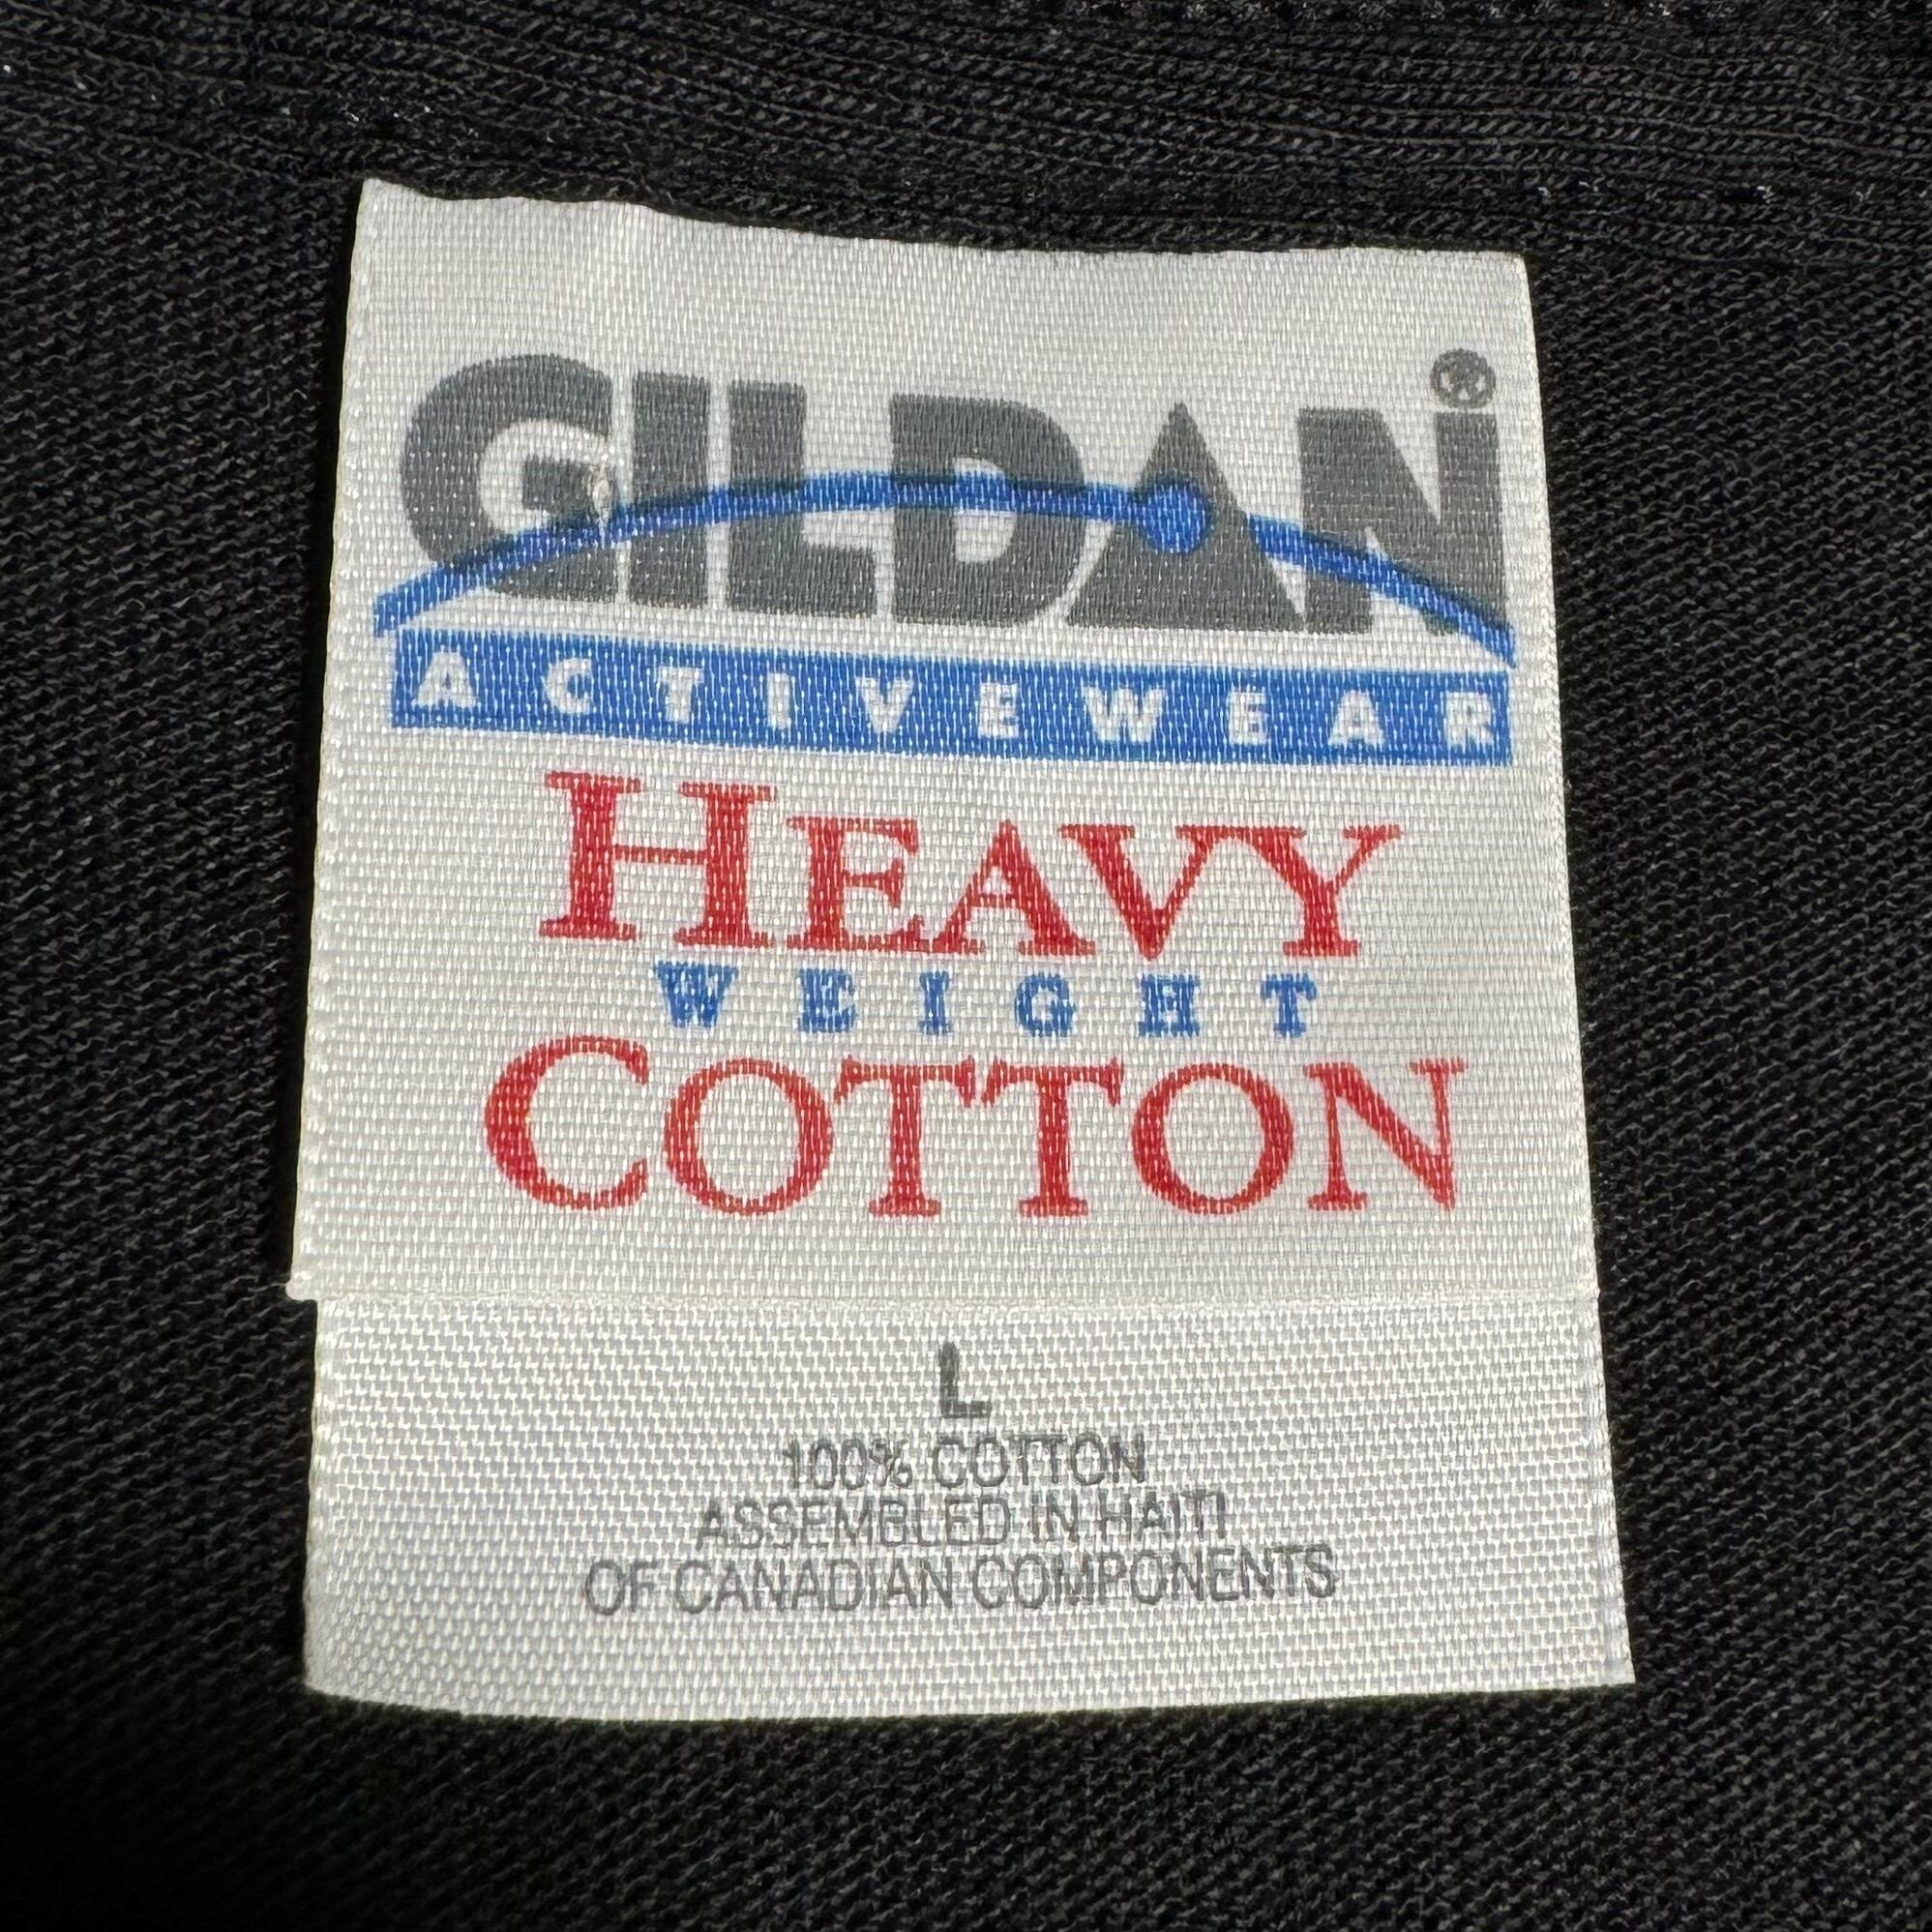 GILDAN®
ACTIVEWEAR
HEAVY
WEIGHT
COTTON
L
100% COTTON
ASSEMBLED IN HAITI
OF CANADIAN COMPONENTS